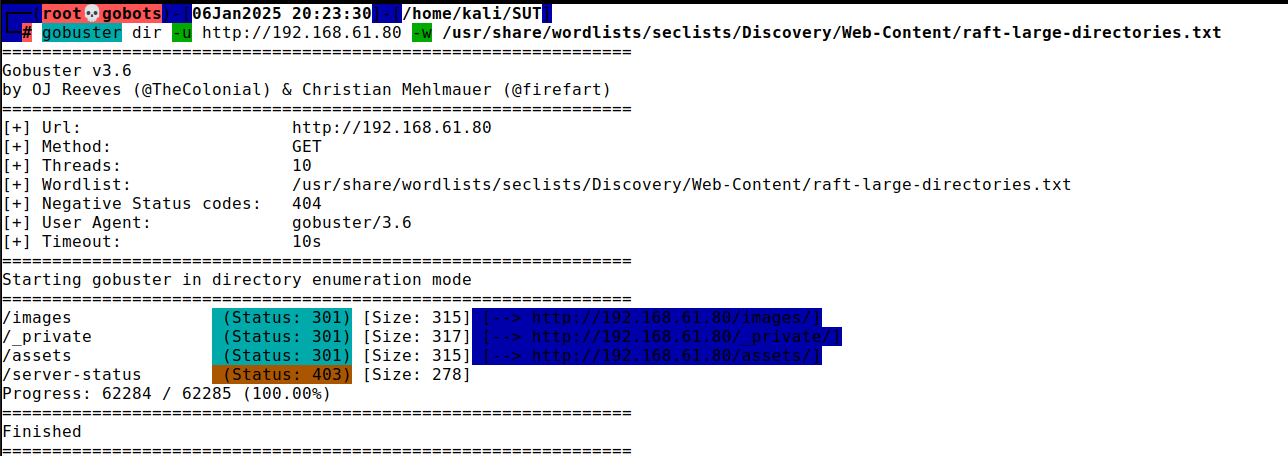 ┌──[root💀gobots]-[06Jan2025 20:23:30]-[/home/kali/SUT]
└─# gobuster dir -u http://192.168.61.80 -w /usr/share/wordlists/seclists/Discovery/Web-Content/raft-large-directories.txt
===============================================================
Gobuster v3.6
by OJ Reeves (@TheColonial) & Christian Mehlmauer (@firefart)
===============================================================
[+] Url:                     http://192.168.61.80
[+] Method:                  GET
[+] Threads:                 10
[+] Wordlist:                /usr/share/wordlists/seclists/Discovery/Web-Content/raft-large-directories.txt
[+] Negative Status codes:   404
[+] User Agent:              gobuster/3.6
[+] Timeout:                 10s
===============================================================
Starting gobuster in directory enumeration mode
===============================================================
/images               (Status: 301) [Size: 315] [--> http://192.168.61.80/images/]
/_private             (Status: 301) [Size: 317] [--> http://192.168.61.80/_private/]
/assets               (Status: 301) [Size: 315] [--> http://192.168.61.80/assets/]
/server-status        (Status: 403) [Size: 278]
Progress: 62284 / 62285 (100.00%)
===============================================================
Finished
===============================================================